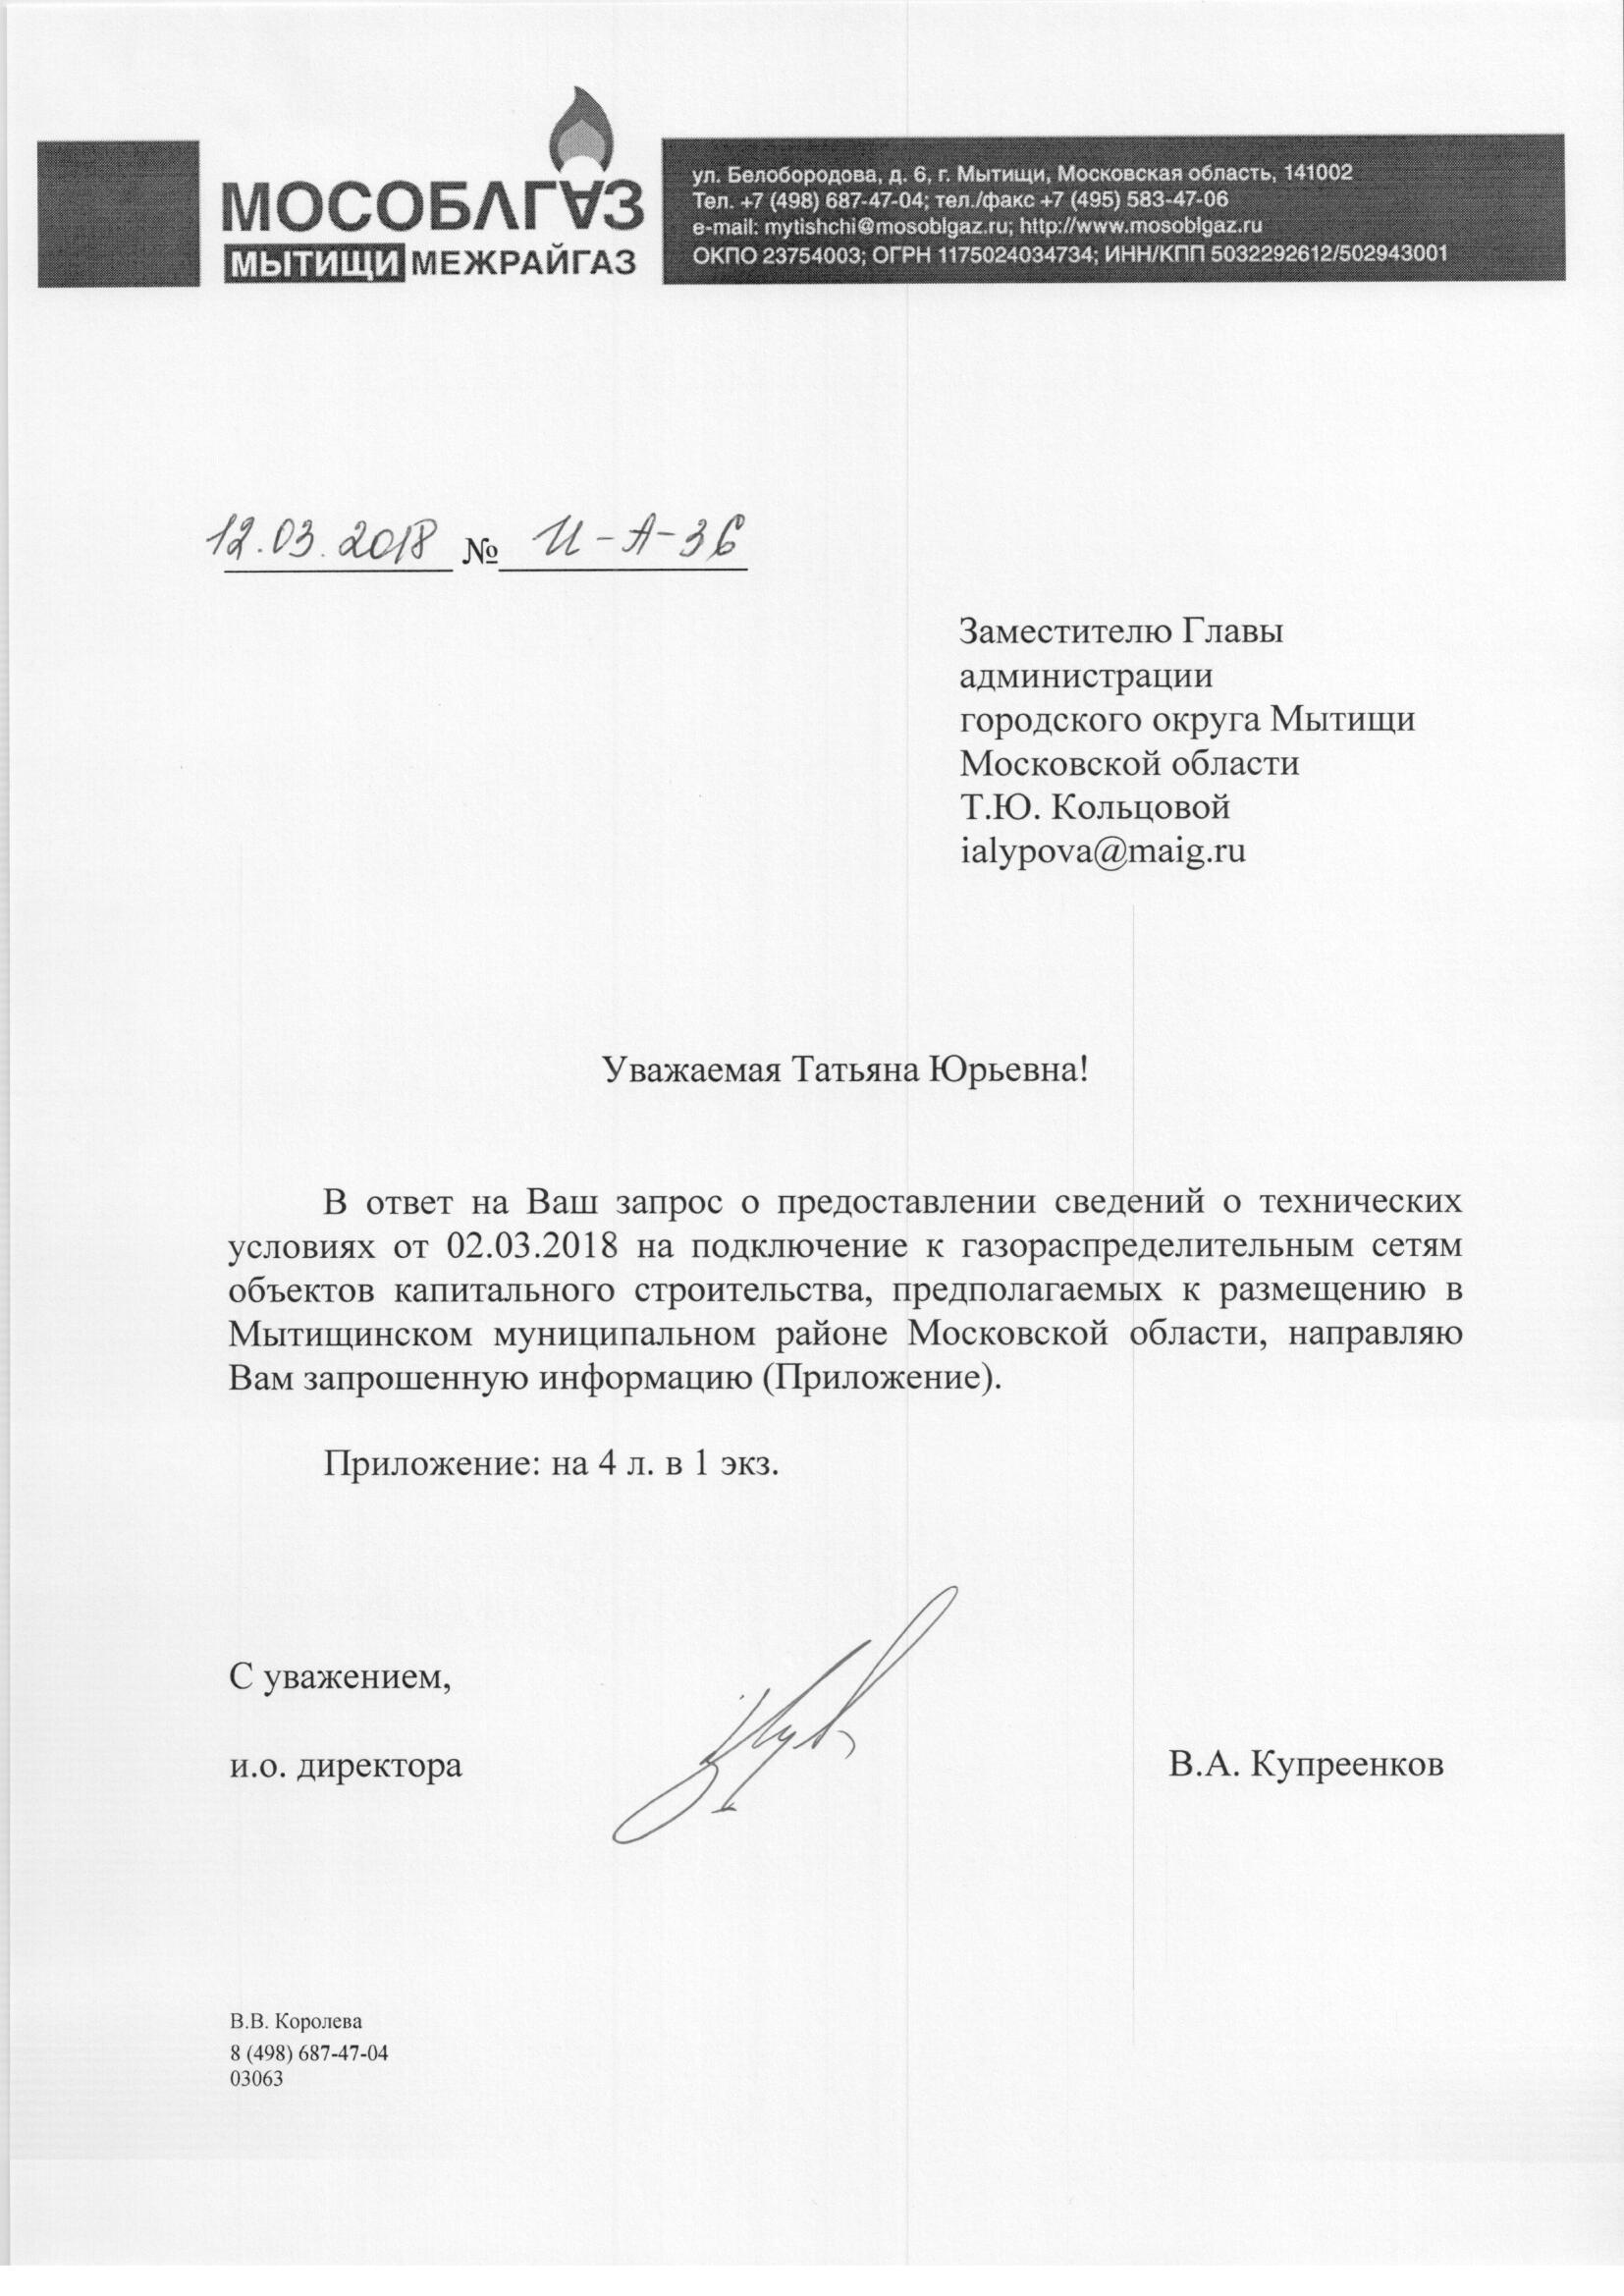 МОСОБЛГАЗ
МЫТИЩИ МЕЖРАЙГАЗ
ул. Белобородова, д. 6, г. Мытищи, Московская область, 141002
Тел. +7 (498) 687-47-04; тел./факс +7 (495) 583-47-06
e-mail: mytishchi@mosoblgaz.ru; http://www.mosoblgaz.ru
ОКПО 23754003; ОГРН 1175024034734; ИНН/КПП 5032292612/502943001
12.03.2018 № И-А-36
Заместителю Главы
администрации
городского округа Мытищи
Московской области
Т.Ю. Кольцовой
ialypova@maig.ru
Уважаемая Татьяна Юрьевна!
В ответ на Ваш запрос о предоставлении сведений о технических
условиях от 02.03.2018 на подключение к газораспределительным сетям
объектов капитального строительства, предполагаемых к размещению в
Мытищинском муниципальном районе Московской области, направляю
Вам запрошенную информацию (Приложение).
Приложение: на 4 л. в 1 экз.
С уважением,
и.о. директора
В.А. Купреенков
В.В. Королева
8 (498) 687-47-04
03063